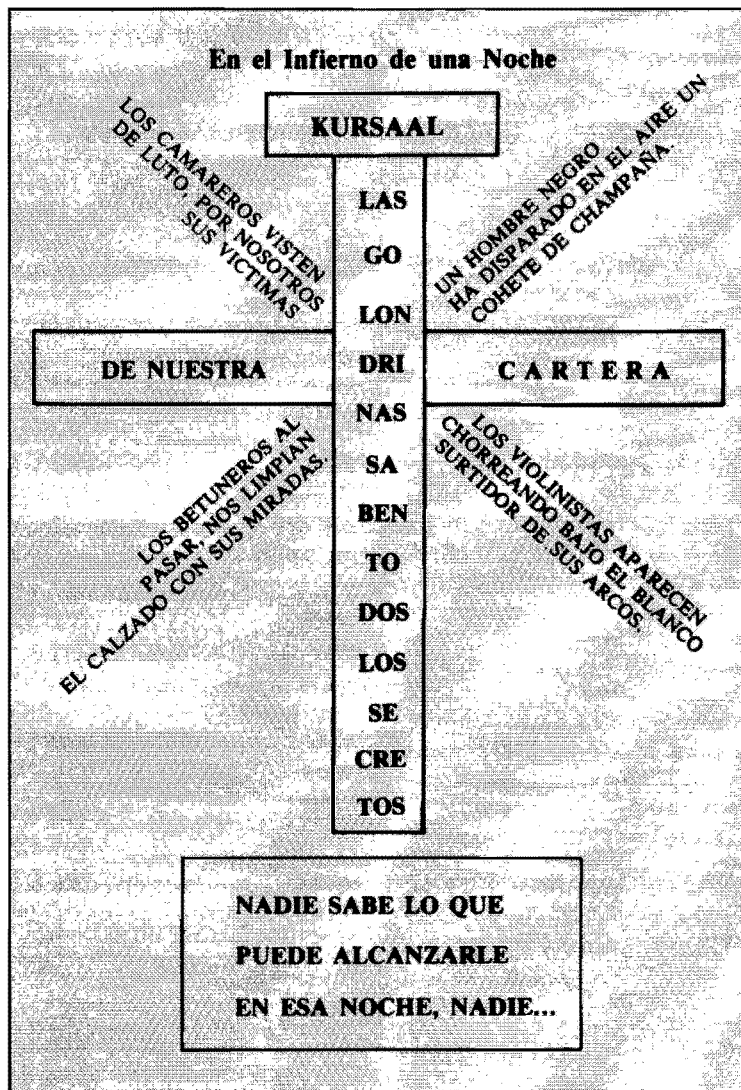 En el Infierno de una Noche
KURSAAL
LOS CAMAREROS VISTEN
DE LUTO, POR NOSOTROS
SUS VICTIMAS
UN HOMBRE NEGRO
HA DISPARADO EN EL AIRE UN
COHETE DE CHAMPAÑA.
LAS
GO
LON
DRI
NAS
SA
BEN
TO
DOS
LOS
SE
CRE
TOS
DE NUESTRA
CARTERA
LOS BETUNEROS AL
PASAR, NOS LIMPIAN
EL CALZADO CON SUS MIRADAS.
LOS VIOLINISTAS APARECEN
CHORREANDO BAJO EL BLANCO
SURTIDOR DE SUS ARCOS.
NADIE SABE LO QUE
PUEDE ALCANZARLE
EN ESA NOCHE, NADIE...